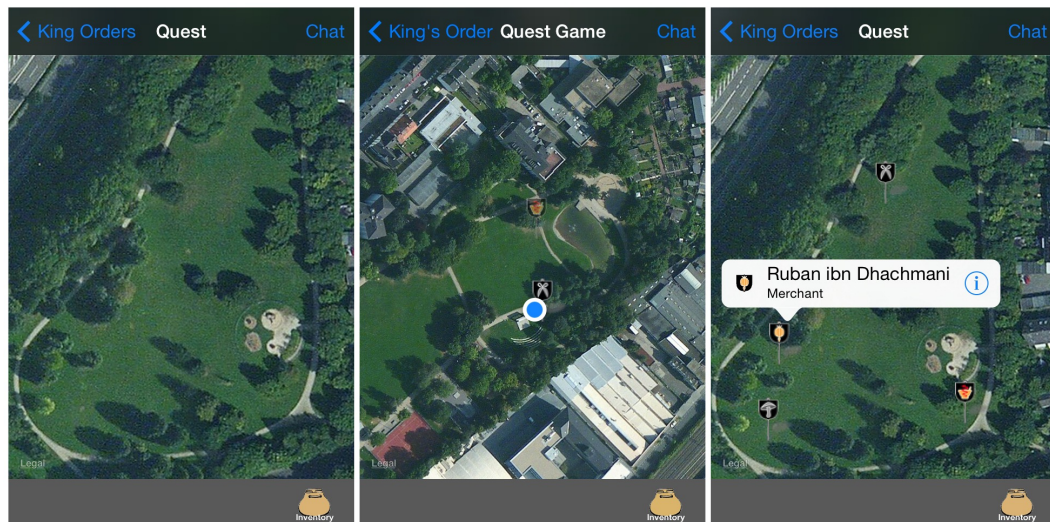 King Orders Quest Chat
Legal
Inventory
King's Order Quest Game Chat
Legal
Inventory
King Orders Quest Chat
Ruban ibn Dhachmani
Merchant
Legal
Inventory